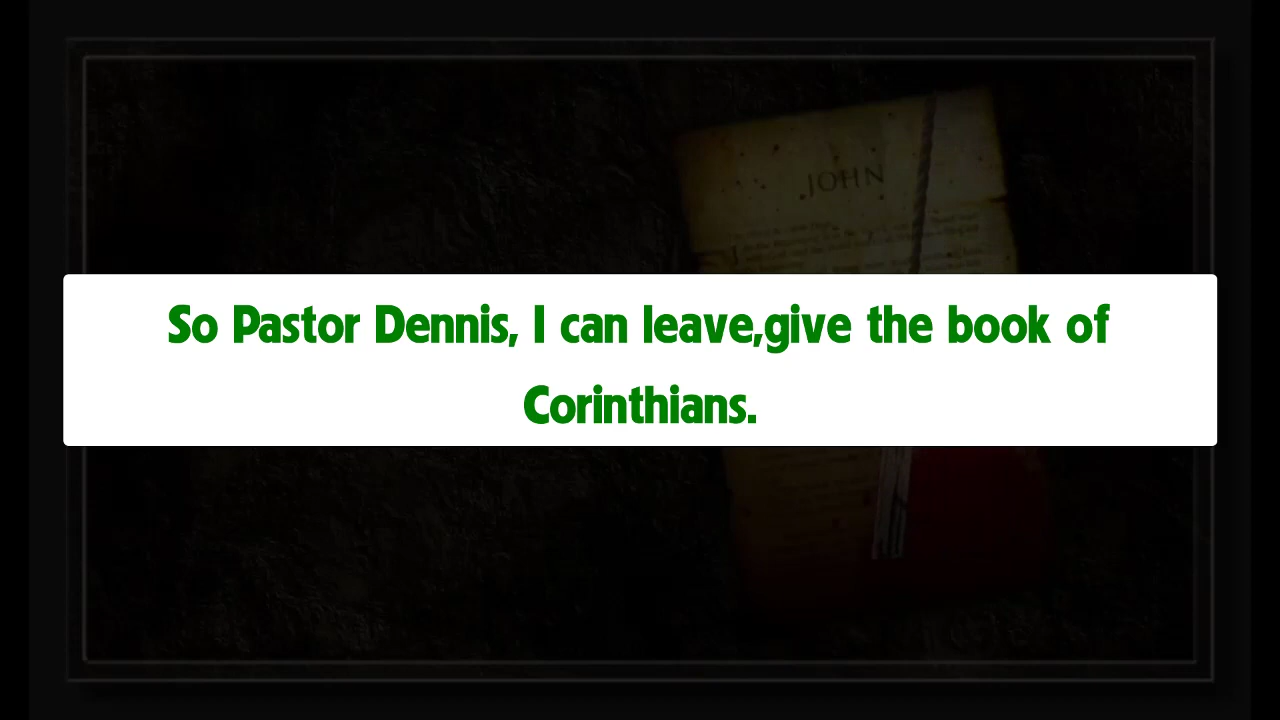 JOHN
So Pastor Dennis, I can leave,give the book of
Corinthians.